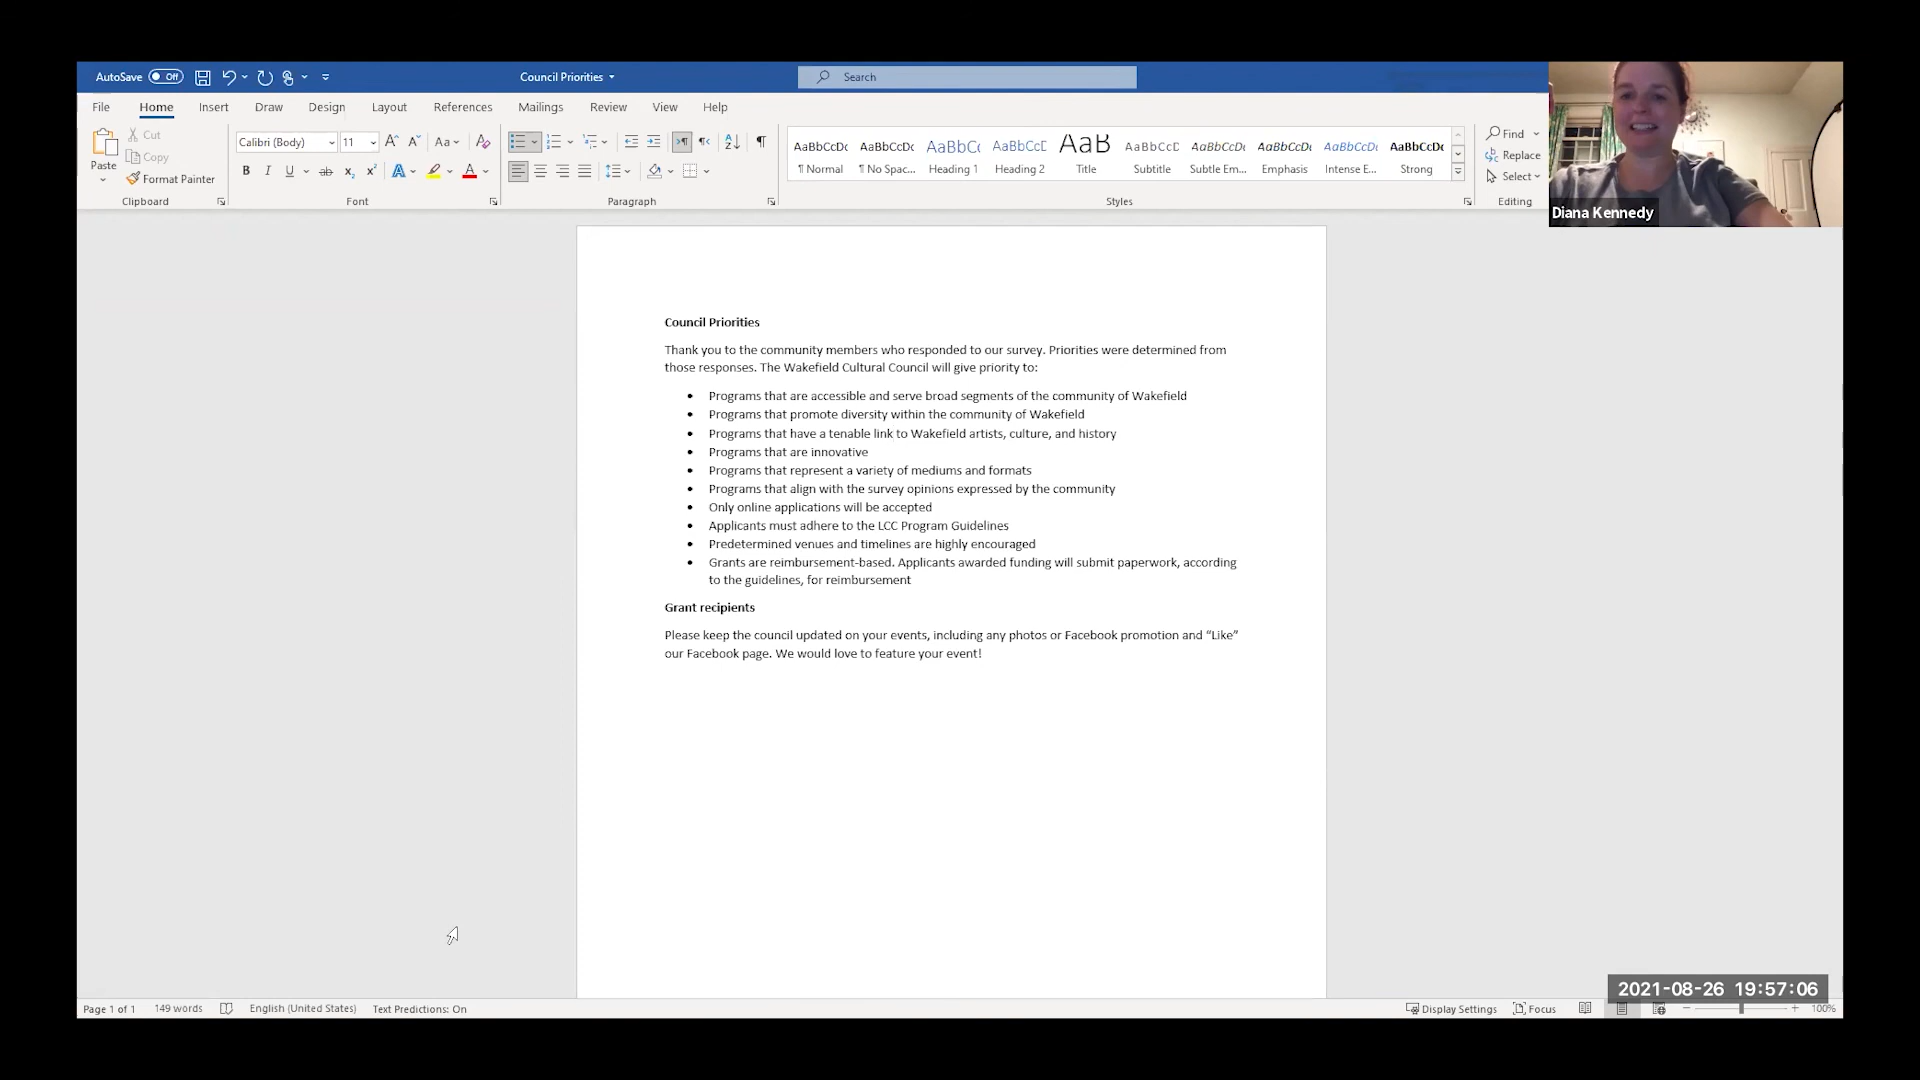 AutoSave Off Council Priorities Search
File Home Insert Draw Design Layout References Mailings Review View Help
Paste Cut Copy Format Painter Clipboard
Calibri (Body) 11 Aa Font
Paragraph
AaBbCcDc AaBbCcDc AaBbCc AaBbCcD AaB AaBbCcD AaBbCcDc AaBbCcDc AaBbCcDc AaBbCcDc
¶ Normal ¶ No Spac... Heading 1 Heading 2 Title Subtitle Subtle Em... Emphasis Intense E... Strong
Styles
Find
Replace
Select
Editing
Diana Kennedy
Council Priorities
Thank you to the community members who responded to our survey. Priorities were determined from
those responses. The Wakefield Cultural Council will give priority to:
• Programs that are accessible and serve broad segments of the community of Wakefield
• Programs that promote diversity within the community of Wakefield
• Programs that have a tenable link to Wakefield artists, culture, and history
• Programs that are innovative
• Programs that represent a variety of mediums and formats
• Programs that align with the survey opinions expressed by the community
• Only online applications will be accepted
• Applicants must adhere to the LCC Program Guidelines
• Predetermined venues and timelines are highly encouraged
• Grants are reimbursement-based. Applicants awarded funding will submit paperwork, according
to the guidelines, for reimbursement
Grant recipients
Please keep the council updated on your events, including any photos or Facebook promotion and “Like”
our Facebook page. We would love to feature your event!
2021-08-26 19:57:06
Page 1 of 1 149 words English (United States) Text Predictions: On Display Settings Focus 100%